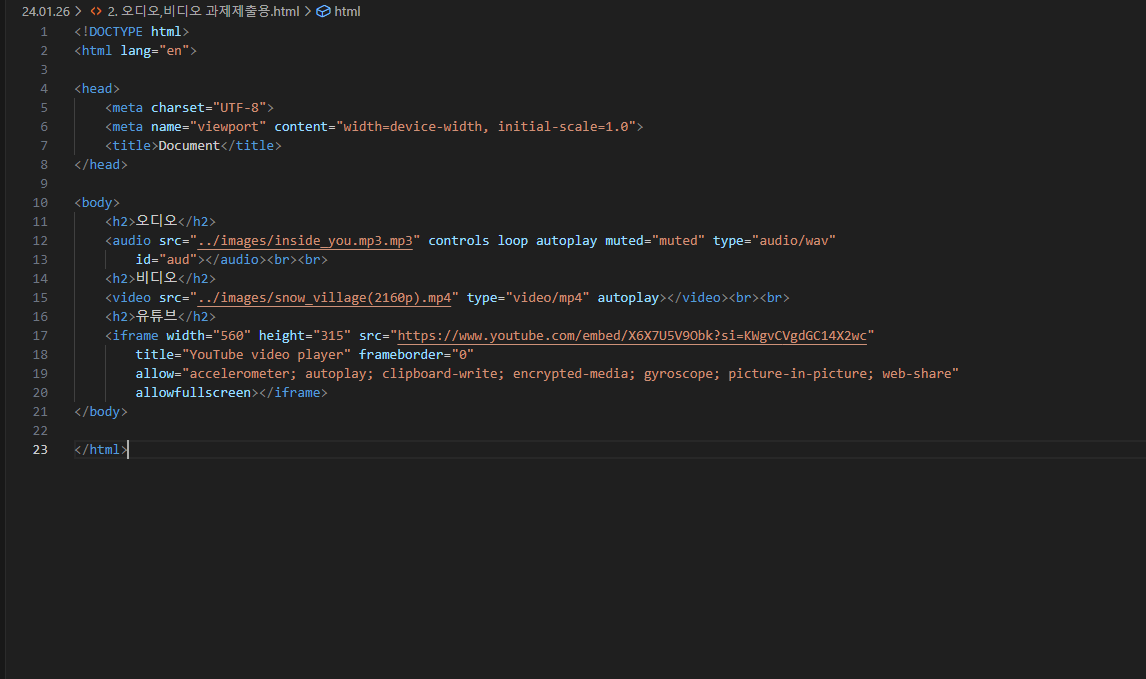 24.01.26 > <> 2. 오디오,비디오 과제제출용.html > html
1 <!DOCTYPE html>
2 <html lang="en">
3
4 <head>
5 <meta charset="UTF-8">
6 <meta name="viewport" content="width=device-width, initial-scale=1.0">
7 <title>Document</title>
8 </head>
9
10 <body>
11 <h2>오디오</h2>
12 <audio src="../images/inside_you.mp3.mp3" controls loop autoplay muted="muted" type="audio/wav"
13 id="aud"></audio><br><br>
14 <h2>비디오</h2>
15 <video src="../images/snow_village(2160p).mp4" type="video/mp4" autoplay></video><br><br>
16 <h2>유튜브</h2>
17 <iframe width="560" height="315" src="https://www.youtube.com/embed/X6X7U5V9Obk?si=KWgvCVgdGC14X2wc"
18 title="YouTube video player" frameborder="0"
19 allow="accelerometer; autoplay; clipboard-write; encrypted-media; gyroscope; picture-in-picture; web-share"
20 allowfullscreen></iframe>
21 </body>
22
23 </html>